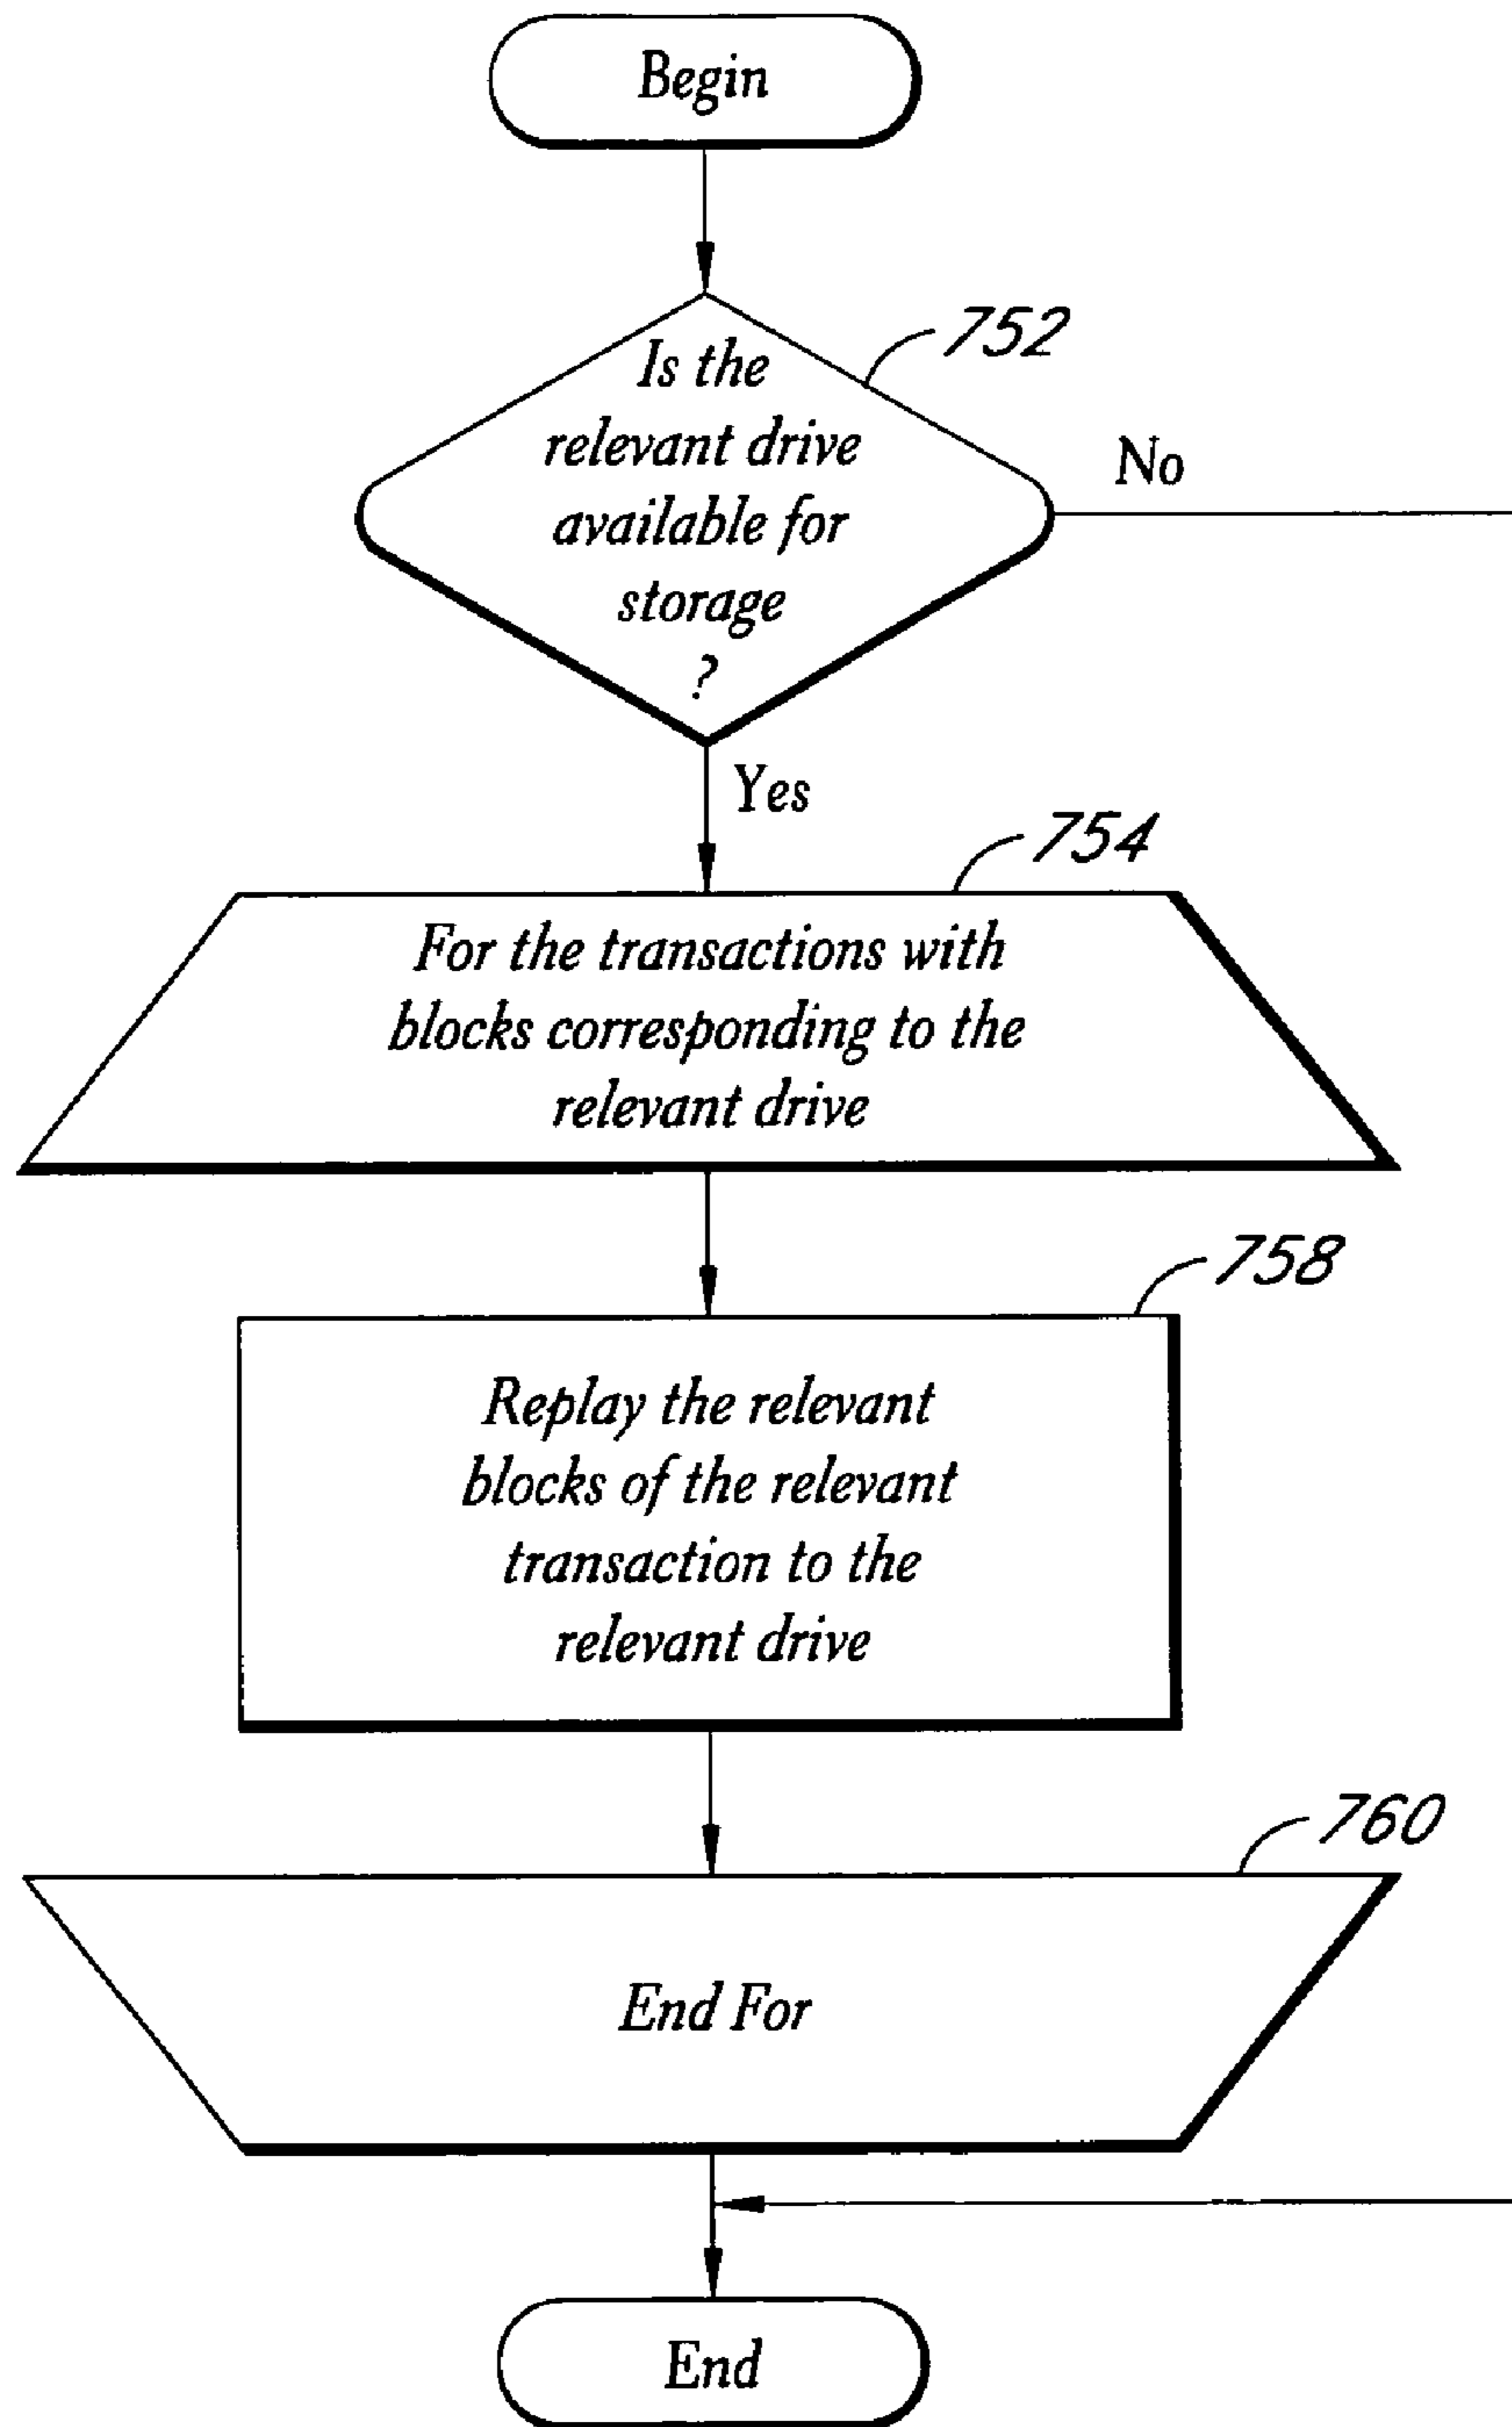 Begin
752
Is the
relevant drive
available for
storage
?
No
Yes
754
For the transactions with
blocks corresponding to the
relevant drive
758
Replay the relevant
blocks of the relevant
transaction to the
relevant drive
760
End For
End